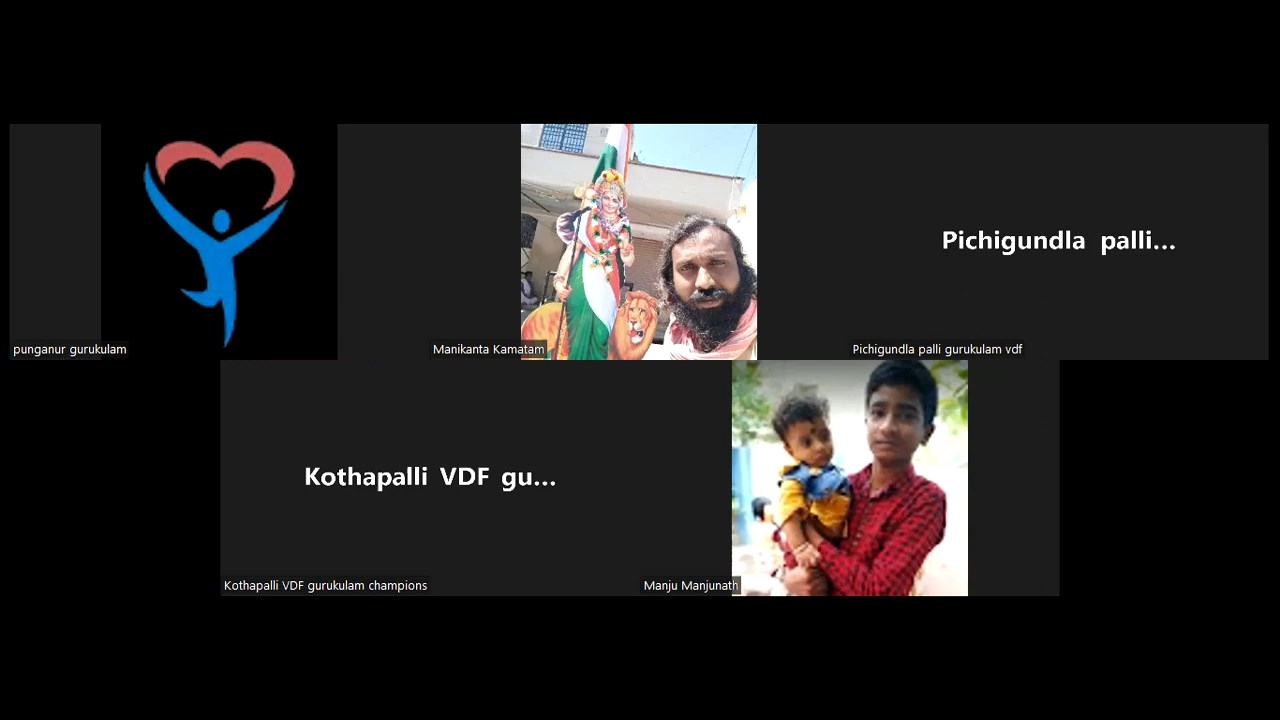 Pichigundla palli...
punganur gurukulam
Manikanta Kamatam
Pichigundla palli gurukulam vdf
Kothapalli VDF gu...
Kothapalli VDF gurukulam champions
Manju Manjunath